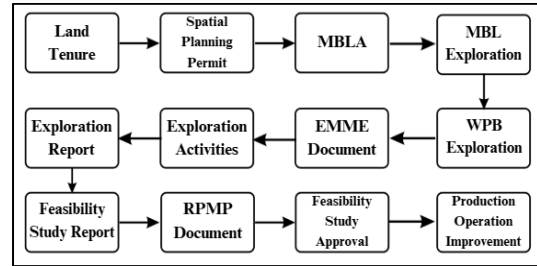 Land
Tenure
Spatial
Planning
Permit
MBLA
MBL
Exploration
Exploration
Report
Exploration
Activities
EMME
Document
WPB
Exploration
Feasibility
Study Report
RPMP
Document
Feasibility
Study
Approval
Production
Operation
Improvement